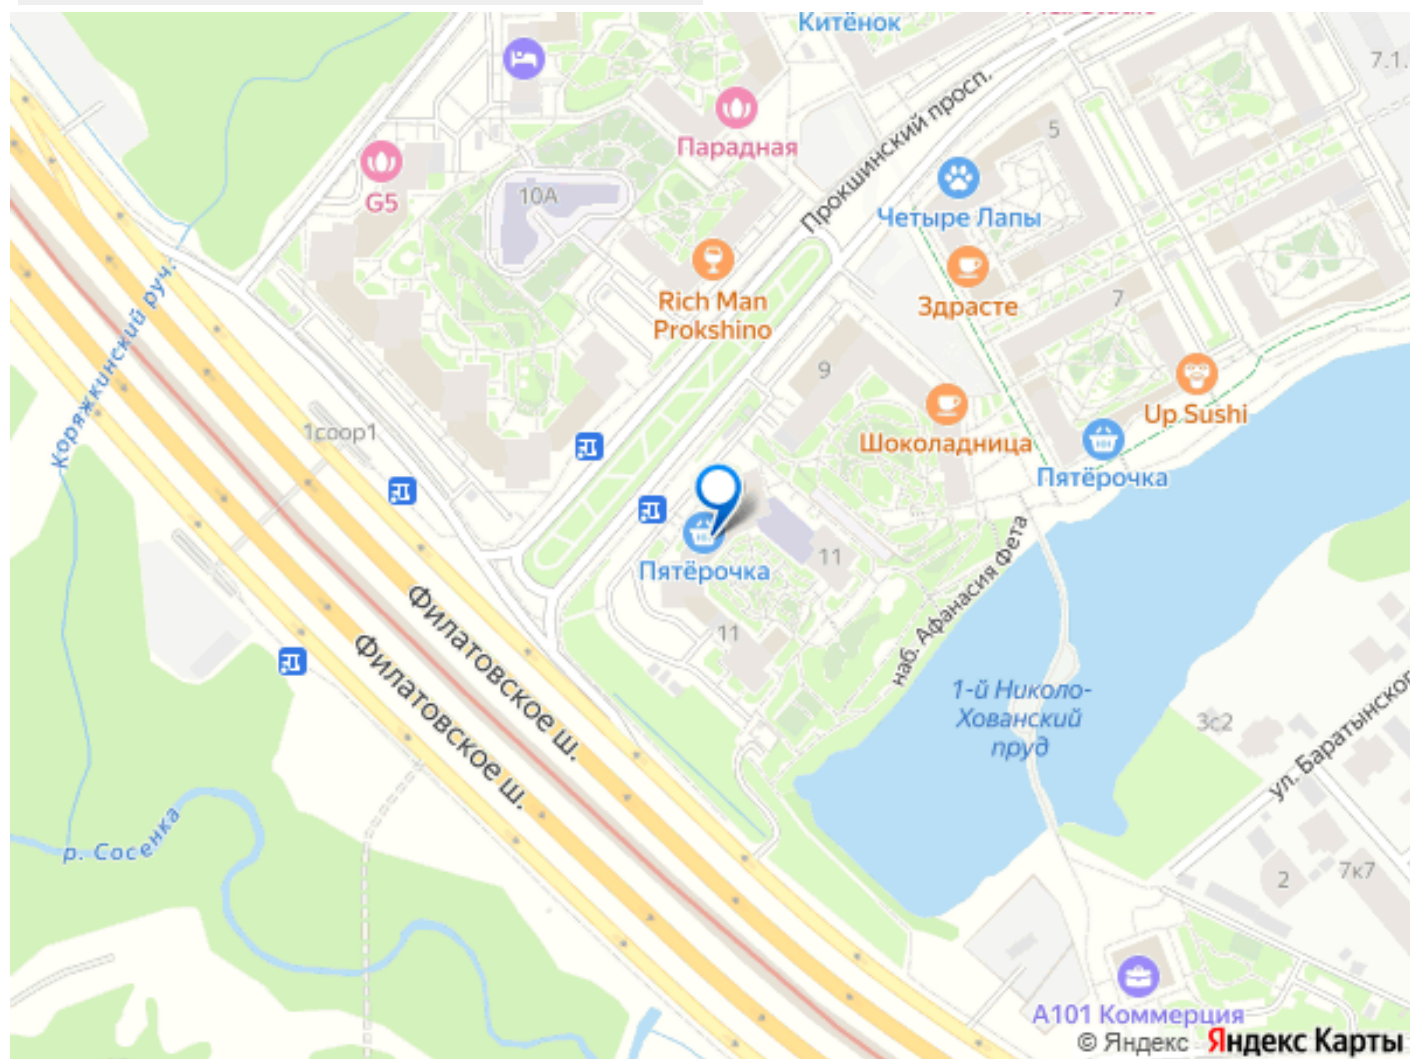 Китёнок
7.1.
Прокшинский просп.
5
Парадная
G5
10А
Четыре Лапы
Коряжкинский руч.
Rich Man
Prokshino
Здрасте
7
9
Up Sushi
1соор1
Шоколадница
Пятёрочка
Пятёрочка
11
11
наб. Афанасия Фета
Филатовское ш.
Филатовское ш.
1-й Николо-
Хованский
пруд
3с2
ул. Баратынского
р. Сосенка
2
7к7
А101 Коммерция
© Яндекс Яндекс Карты